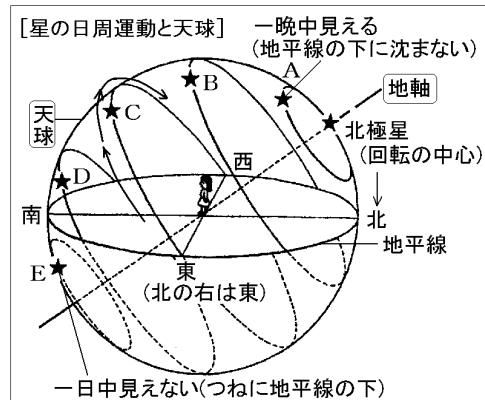 [星の日周運動と天球]
一晩中見える
(地平線の下に沈まない)
A
B
C
D
E
地軸
天球
北極星
(回転の中心)
西
南
北
地平線
東
(北の右は東)
一日中見えない(つねに地平線の下)